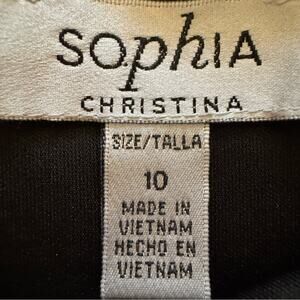 SOphIA
CHRISTINA
SIZE/TALLA
10
MADE IN
VIETNAM
HECHO EN
VIETNAM